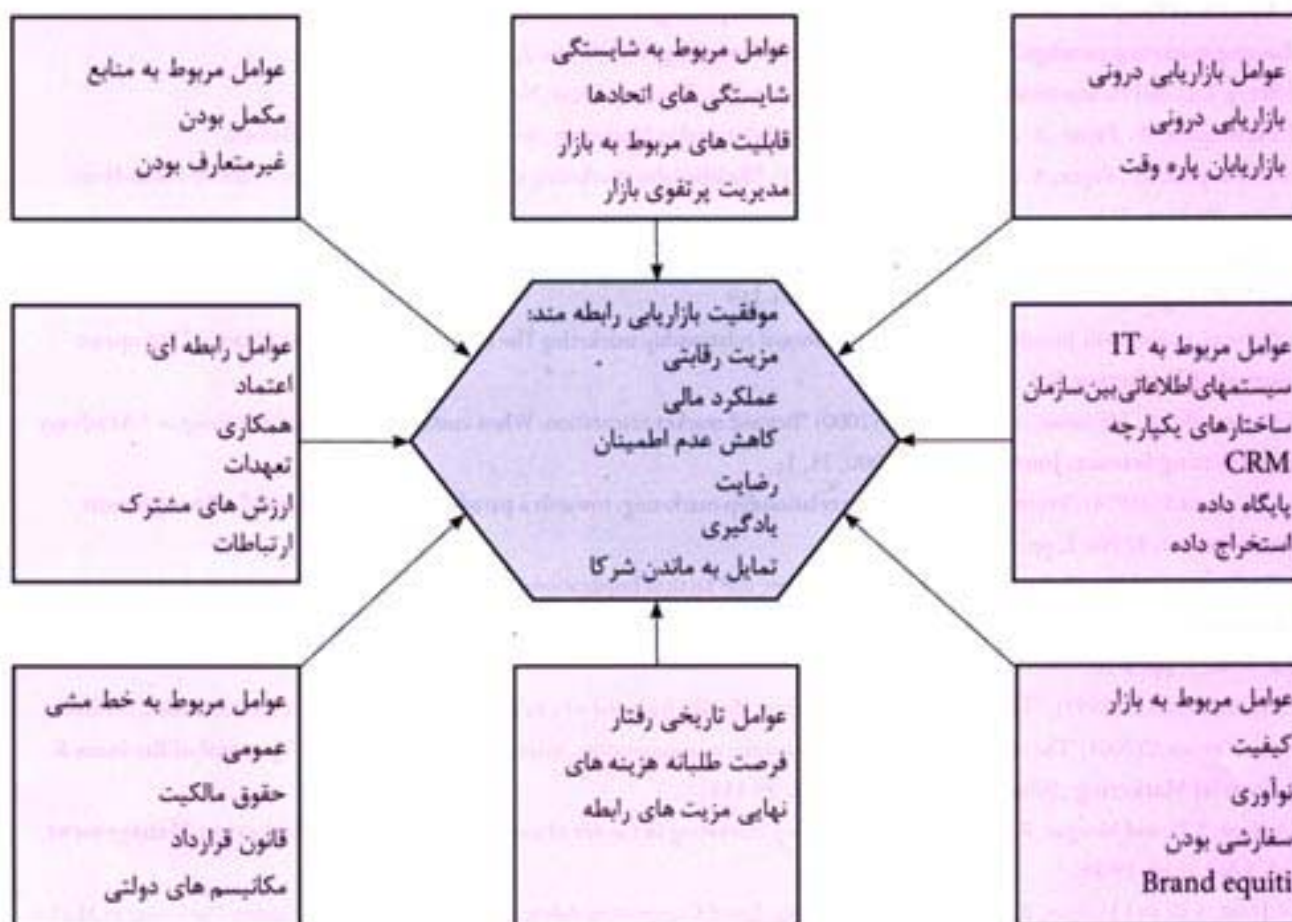 عوامل بازاریابی درونی
بازاریابی درونی
بازاریابان پاره وقت
عوامل مربوط به شایستگی
شایستگی های اتحادها
قابلیت های مربوط به بازار
مدیریت پرتفوی بازار
عوامل مربوط به منابع
مکمل بودن
غیرمتعارف بودن
عوامل مربوط به IT
سیستمهای اطلاعاتی بین سازمان
ساختارهای یکپارچه
CRM
پایگاه داده
استخراج داده
موفقیت بازاریابی رابطه مند:
مزیت رقابتی
عملکرد مالی
کاهش عدم اطمینان
رضایت
یادگیری
تمایل به ماندن شرکا
عوامل رابطه ای:
اعتماد
همکاری
تعهدات
ارزش های مشترک
ارتباطات
عوامل مربوط به بازار
کیفیت
نوآوری
سفارشی بودن
Brand equiti
عوامل تاریخی رفتار
فرصت طلبانه هزینه های
نهایی مزیت های رابطه
عوامل مربوط به خط مشی
عمومی
حقوق مالکیت
قانون قرارداد
مکانیسم های دولتی